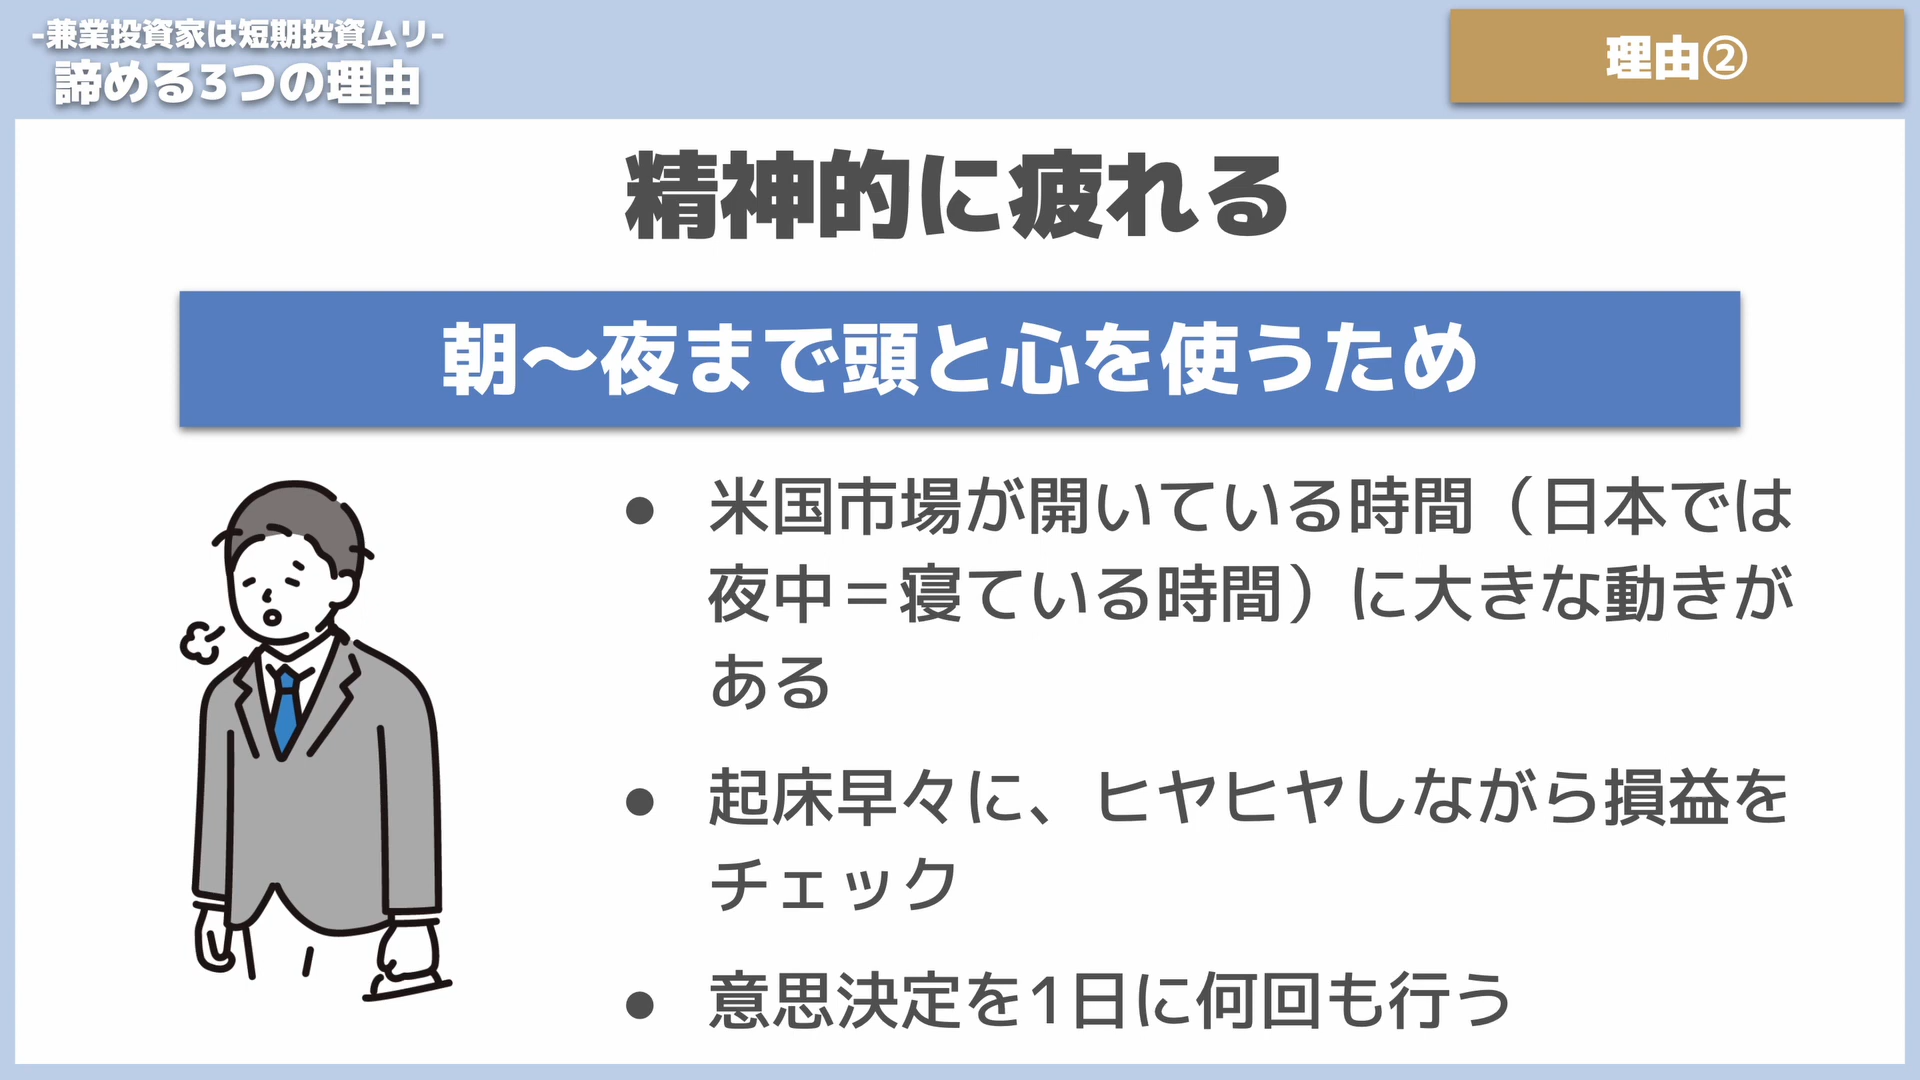 -兼業投資家は短期投資ムリ-
諦める3つの理由
理由②
精神的に疲れる
朝〜夜まで頭と心を使うため
● 米国市場が開いている時間（日本では
夜中＝寝ている時間）に大きな動きが
ある
● 起床早々に、ヒヤヒヤしながら損益を
チェック
● 意思決定を1日に何回も行う